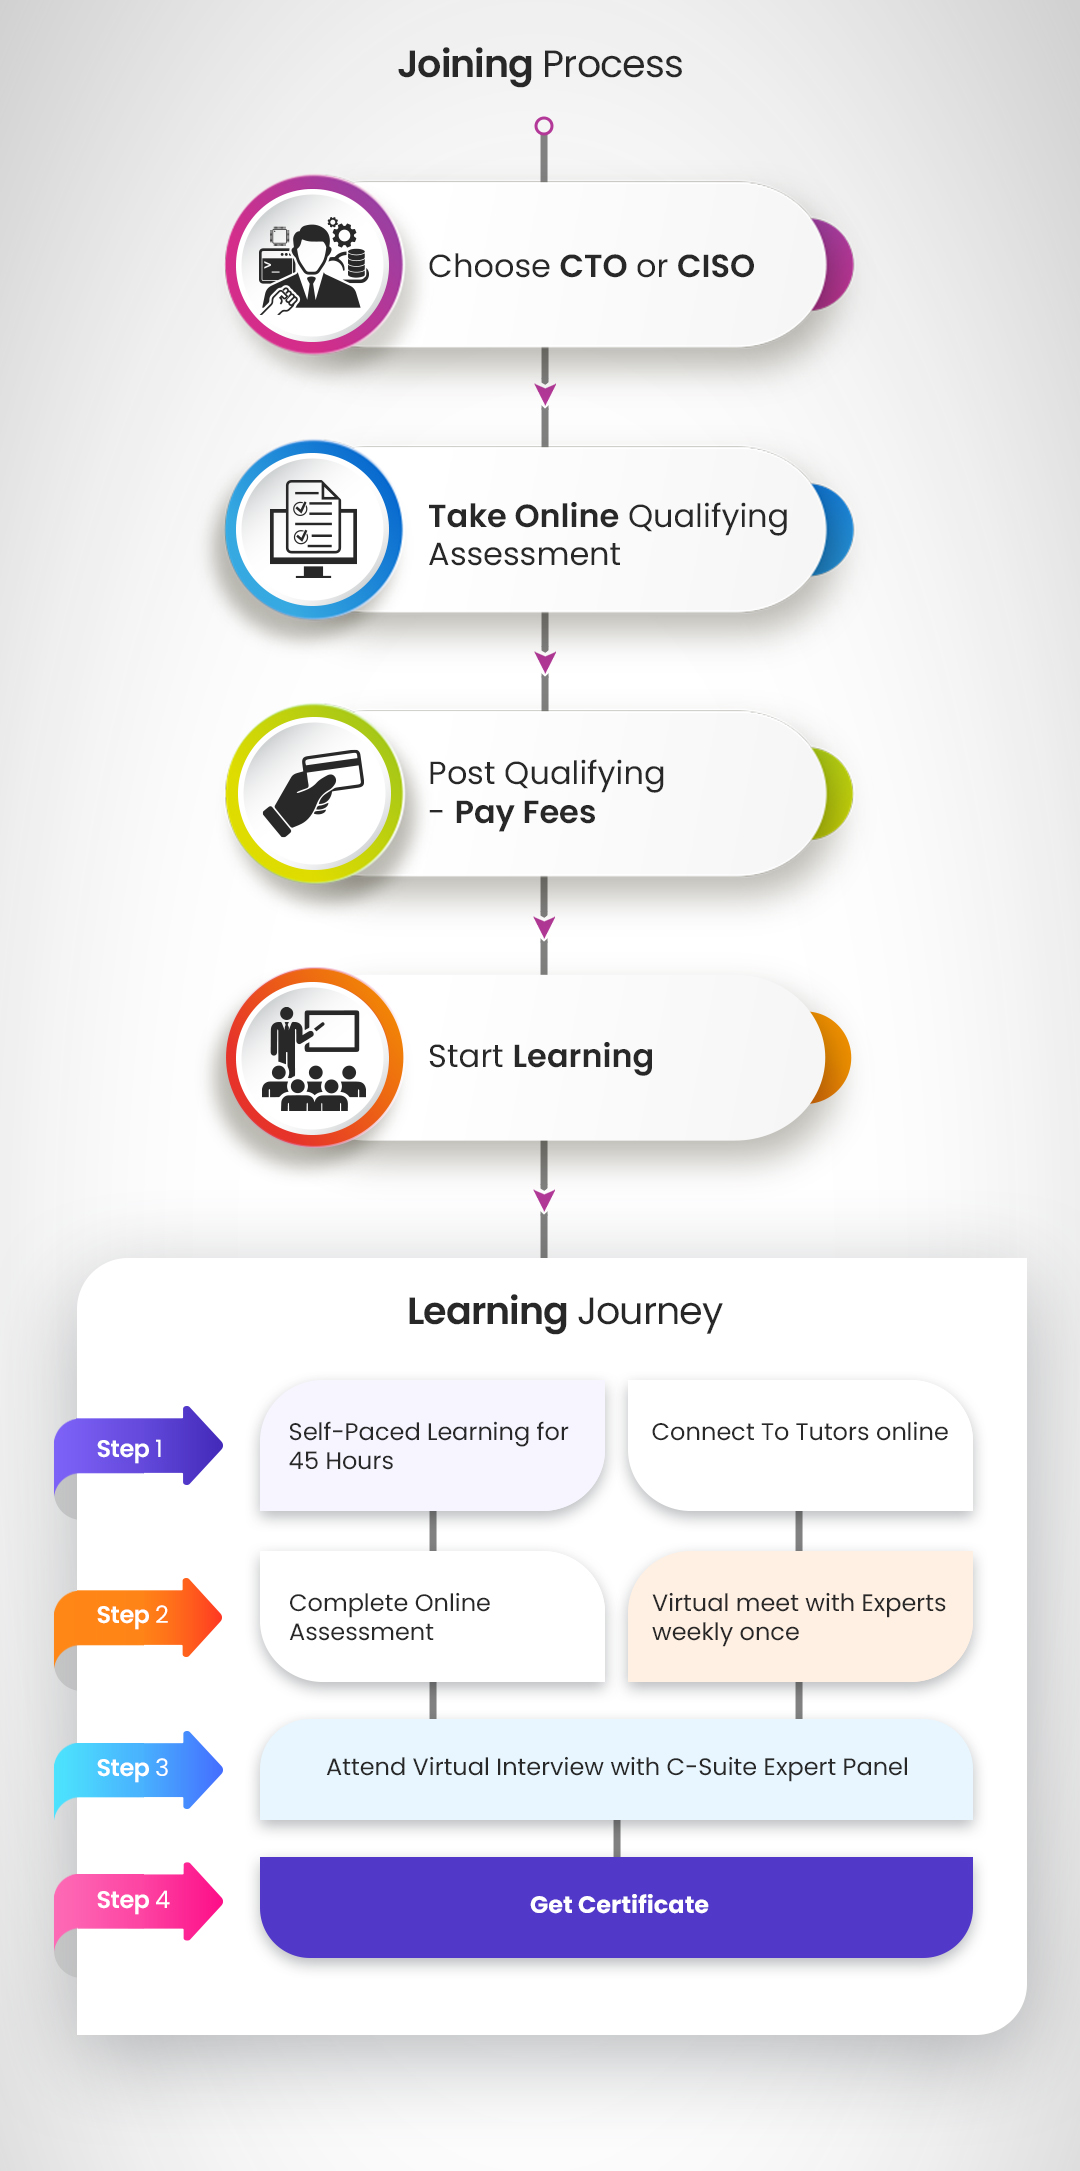 Joining Process
Choose CTO or CISO
Take Online Qualifying
Assessment
Post Qualifying
- Pay Fees
Start Learning
Learning Journey
Step 1
Self-Paced Learning for
45 Hours
Connect To Tutors online
Step 2
Complete Online
Assessment
Virtual meet with Experts
weekly once
Step 3
Attend Virtual Interview with C-Suite Expert Panel
Step 4
Get Certificate